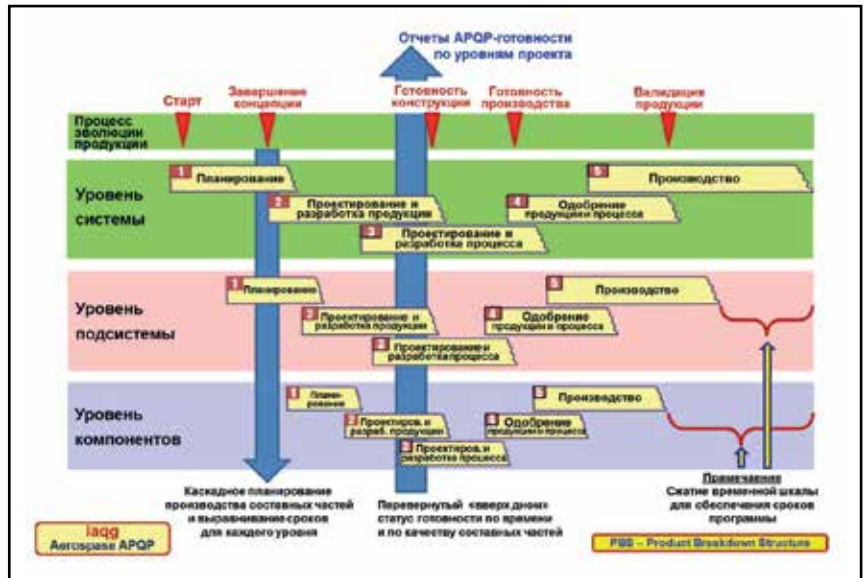 Отчеты APQP-готовности
по уровням проекта
Старт
Завершение
концепции
Готовность
конструкции
Готовность
производства
Валидация
продукции
Процесс
эволюции
продукции
Уровень
системы
1 Планирование
2 Проектирование и
разработка продукции
3 Проектирование и
разработка процесса
4 Одобрение
продукции и процесса
5 Производство
Уровень
подсистемы
1 Планирование
2 Проектирование и
разработка продукции
3 Проектирование и
разработка процесса
4 Одобрение
продукции и процесса
5 Производство
Уровень
компонентов
1 Плани-
рование
2 Проектиров. и
разраб. продукции
3 Проектиров. и
разработка процесса
4 Одобрение
продукции и процесса
5 Производство
Каскадное планирование
производства составных частей
и выравнивание сроков
для каждого уровня
Перевернутый «вверх дном»
статус готовности по времени
и по качеству составных частей
Примечание
Сжатие временной шкалы
для обеспечения сроков
программы
iaqg
Aerospase APQP
PBS – Product Breakdown Structure